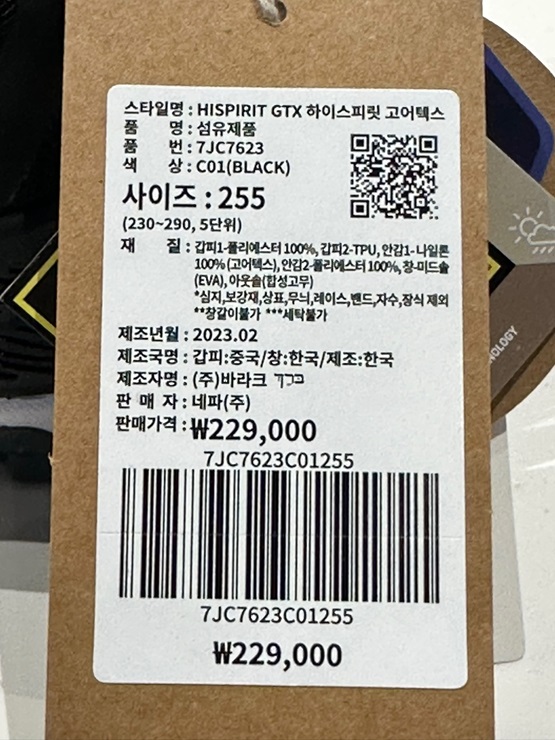 스타일명 : HISPIRIT GTX 하이스피릿 고어텍스
품 명 : 섬유제품
품 번 : 7JC7623
색 상 : C01(BLACK)
사이즈 : 255
(230~290, 5단위)
재 질 : 갑피1-폴리에스터 100%, 갑피2-TPU, 안감1-나일론
100% (고어텍스), 안감2-폴리에스터 100%, 창-미드솔
(EVA), 아웃솔(합성고무)
*심지,보강재,상표,무늬,레이스,밴드,자수,장식 제외
**창갈이불가 ***세탁불가
제조년월 : 2023.02
제조국명 : 갑피:중국/창:한국/제조:한국
제조자명 : (주)바라크 ברך
판 매 자 : 네파(주)
판매가격 : ₩229,000
7JC7623C01255
7JC7623C01255
₩229,000
NOLOGY